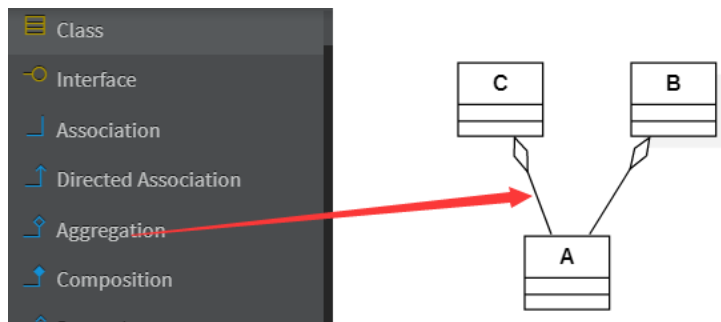 Class
Interface
Association
Directed Association
Aggregation
Composition
C
B
A